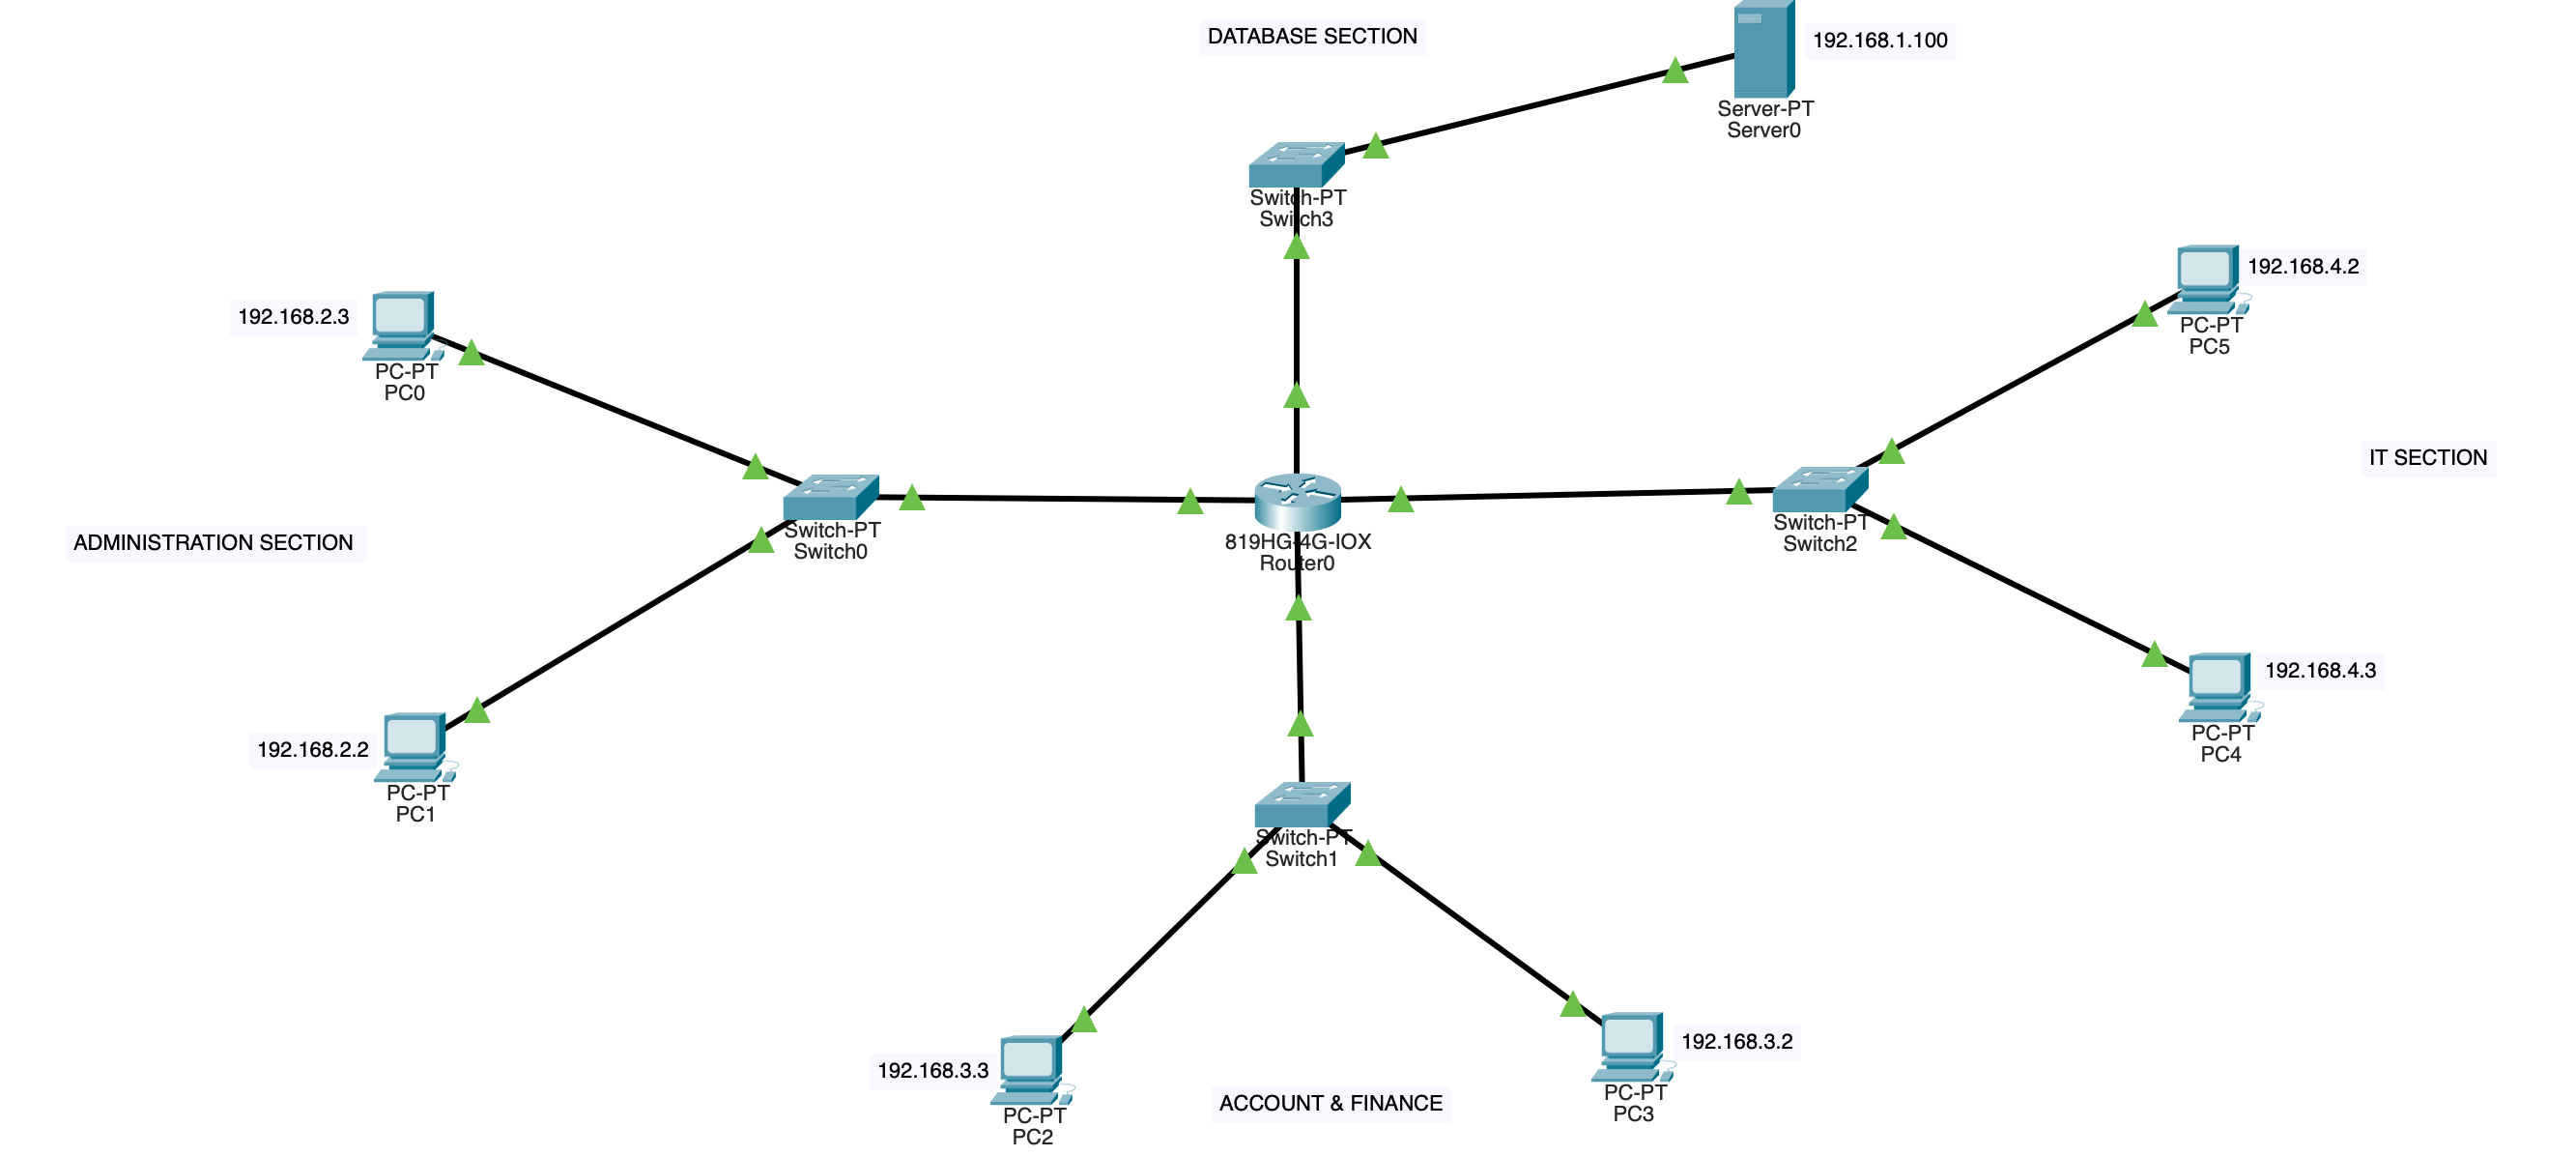 DATABASE SECTION
192.168.1.100
Server-PT
Server0
Switch-PT
Switch3
192.168.4.2
PC-PT
PC5
192.168.2.3
PC-PT
PC0
IT SECTION
Switch-PT
Switch0
819HG-4G-IOX
Router0
Switch-PT
Switch2
ADMINISTRATION SECTION
192.168.4.3
PC-PT
PC4
192.168.2.2
PC-PT
PC1
Switch-PT
Switch1
192.168.3.3
PC-PT
PC2
ACCOUNT & FINANCE
192.168.3.2
PC-PT
PC3